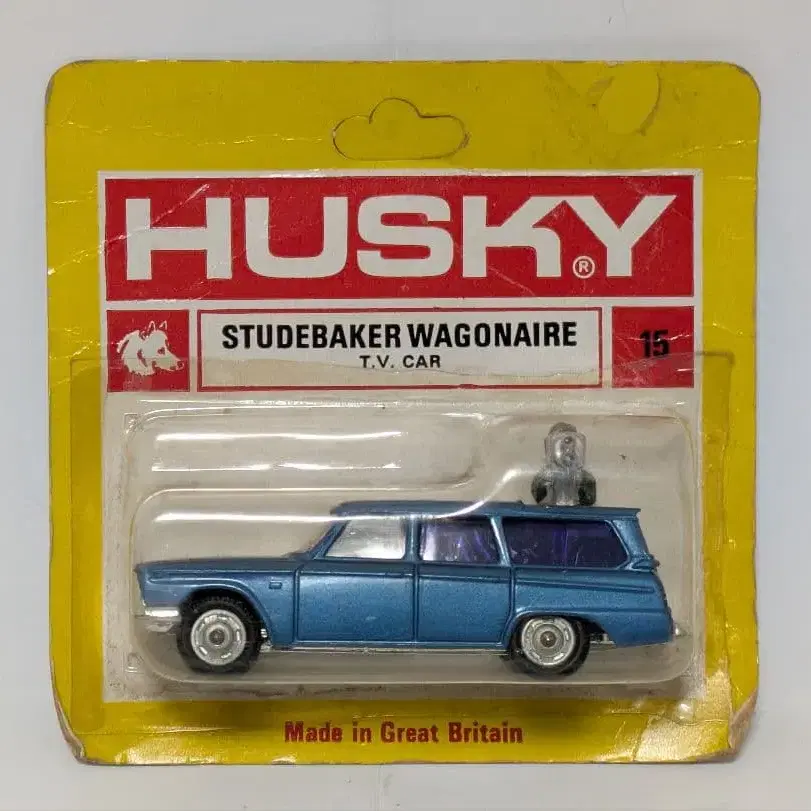 HUSKY®
STUDEBAKER WAGONAIRE
T.V. CAR
15
Made in Great Britain